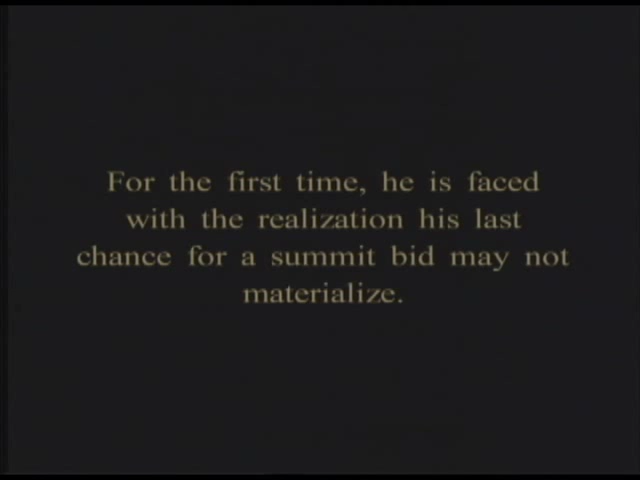 For the first time, he is faced
with the realization his last
chance for a summit bid may not
materialize.